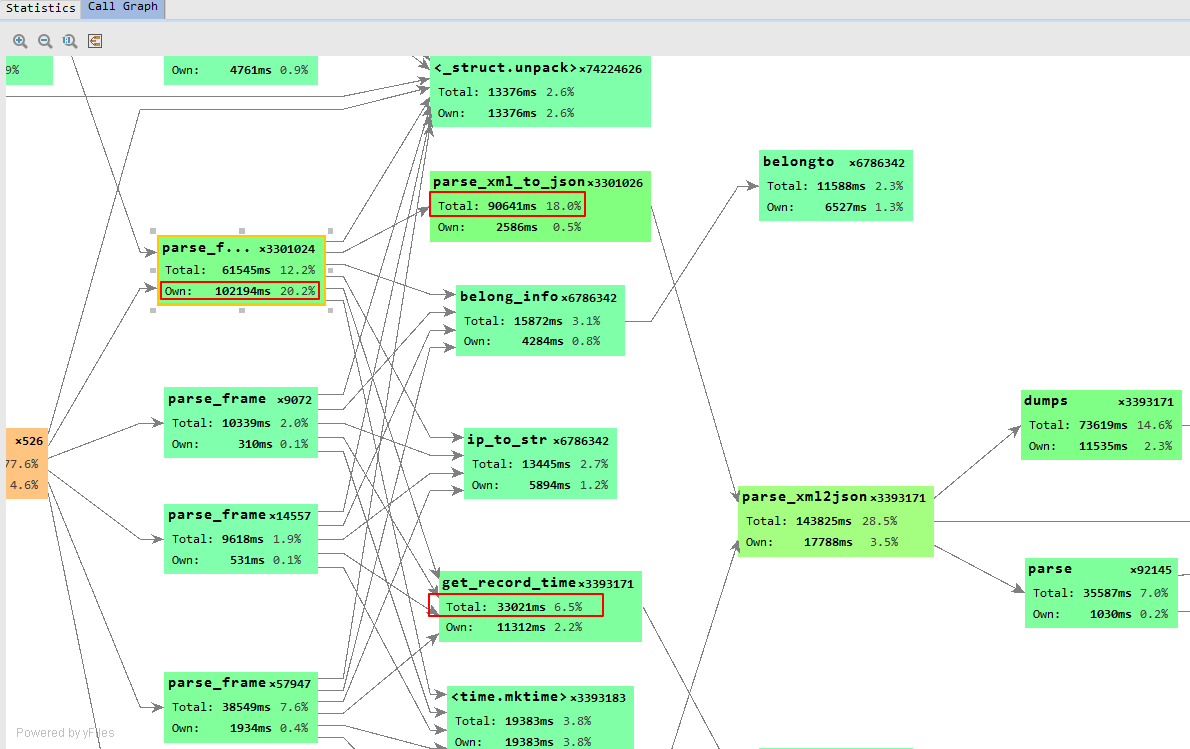 Statistics
Call Graph
9%
Own: 4761ms 0.9%
<_struct.unpack> ×74224626
Total: 13376ms 2.6%
Own: 13376ms 2.6%
belongto ×6786342
Total: 11588ms 2.3%
Own: 6527ms 1.3%
parse_xml_to_json ×3301026
Total: 90641ms 18.0%
Own: 2586ms 0.5%
parse_f... ×3301024
Total: 61545ms 12.2%
Own: 102194ms 20.2%
belong_info ×6786342
Total: 15872ms 3.1%
Own: 4284ms 0.8%
parse_frame ×9072
Total: 10339ms 2.0%
Own: 310ms 0.1%
dumps ×3393171
Total: 73619ms 14.6%
Own: 11535ms 2.3%
×526
77.6%
4.6%
ip_to_str ×6786342
Total: 13445ms 2.7%
Own: 5894ms 1.2%
parse_xml2json ×3393171
Total: 143825ms 28.5%
Own: 17788ms 3.5%
parse_frame ×14557
Total: 9618ms 1.9%
Own: 531ms 0.1%
parse ×92145
Total: 35587ms 7.0%
Own: 1030ms 0.2%
get_record_time ×3393171
Total: 33021ms 6.5%
Own: 11312ms 2.2%
parse_frame ×57947
Total: 38549ms 7.6%
Own: 1934ms 0.4%
<time.mktime> ×3393183
Total: 19383ms 3.8%
Own: 19383ms 3.8%
Powered by yFiles